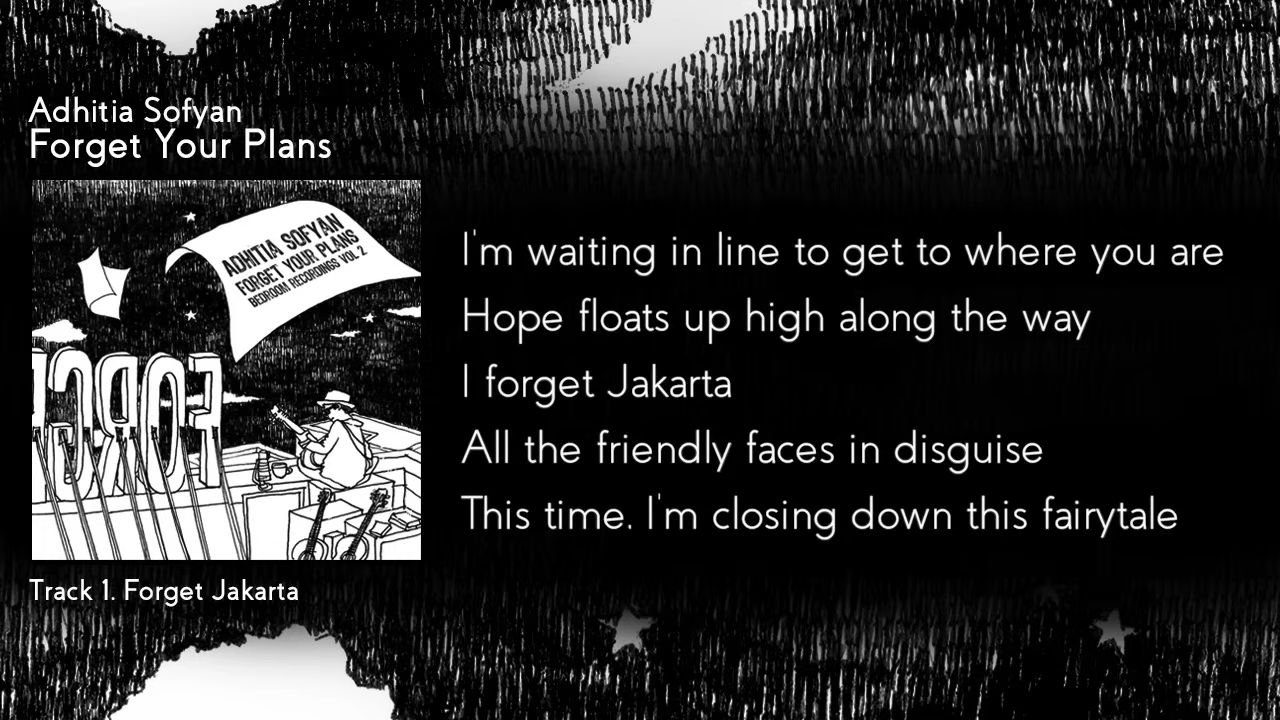 Adhitia Sofyan
Forget Your Plans
ADHITIA SOFYAN
FORGET YOUR PLANS
BEDROOM RECORDINGS VOL. 2
FORGE
Track 1. Forget Jakarta
I'm waiting in line to get to where you are
Hope floats up high along the way
I forget Jakarta
All the friendly faces in disguise
This time. I'm closing down this fairytale